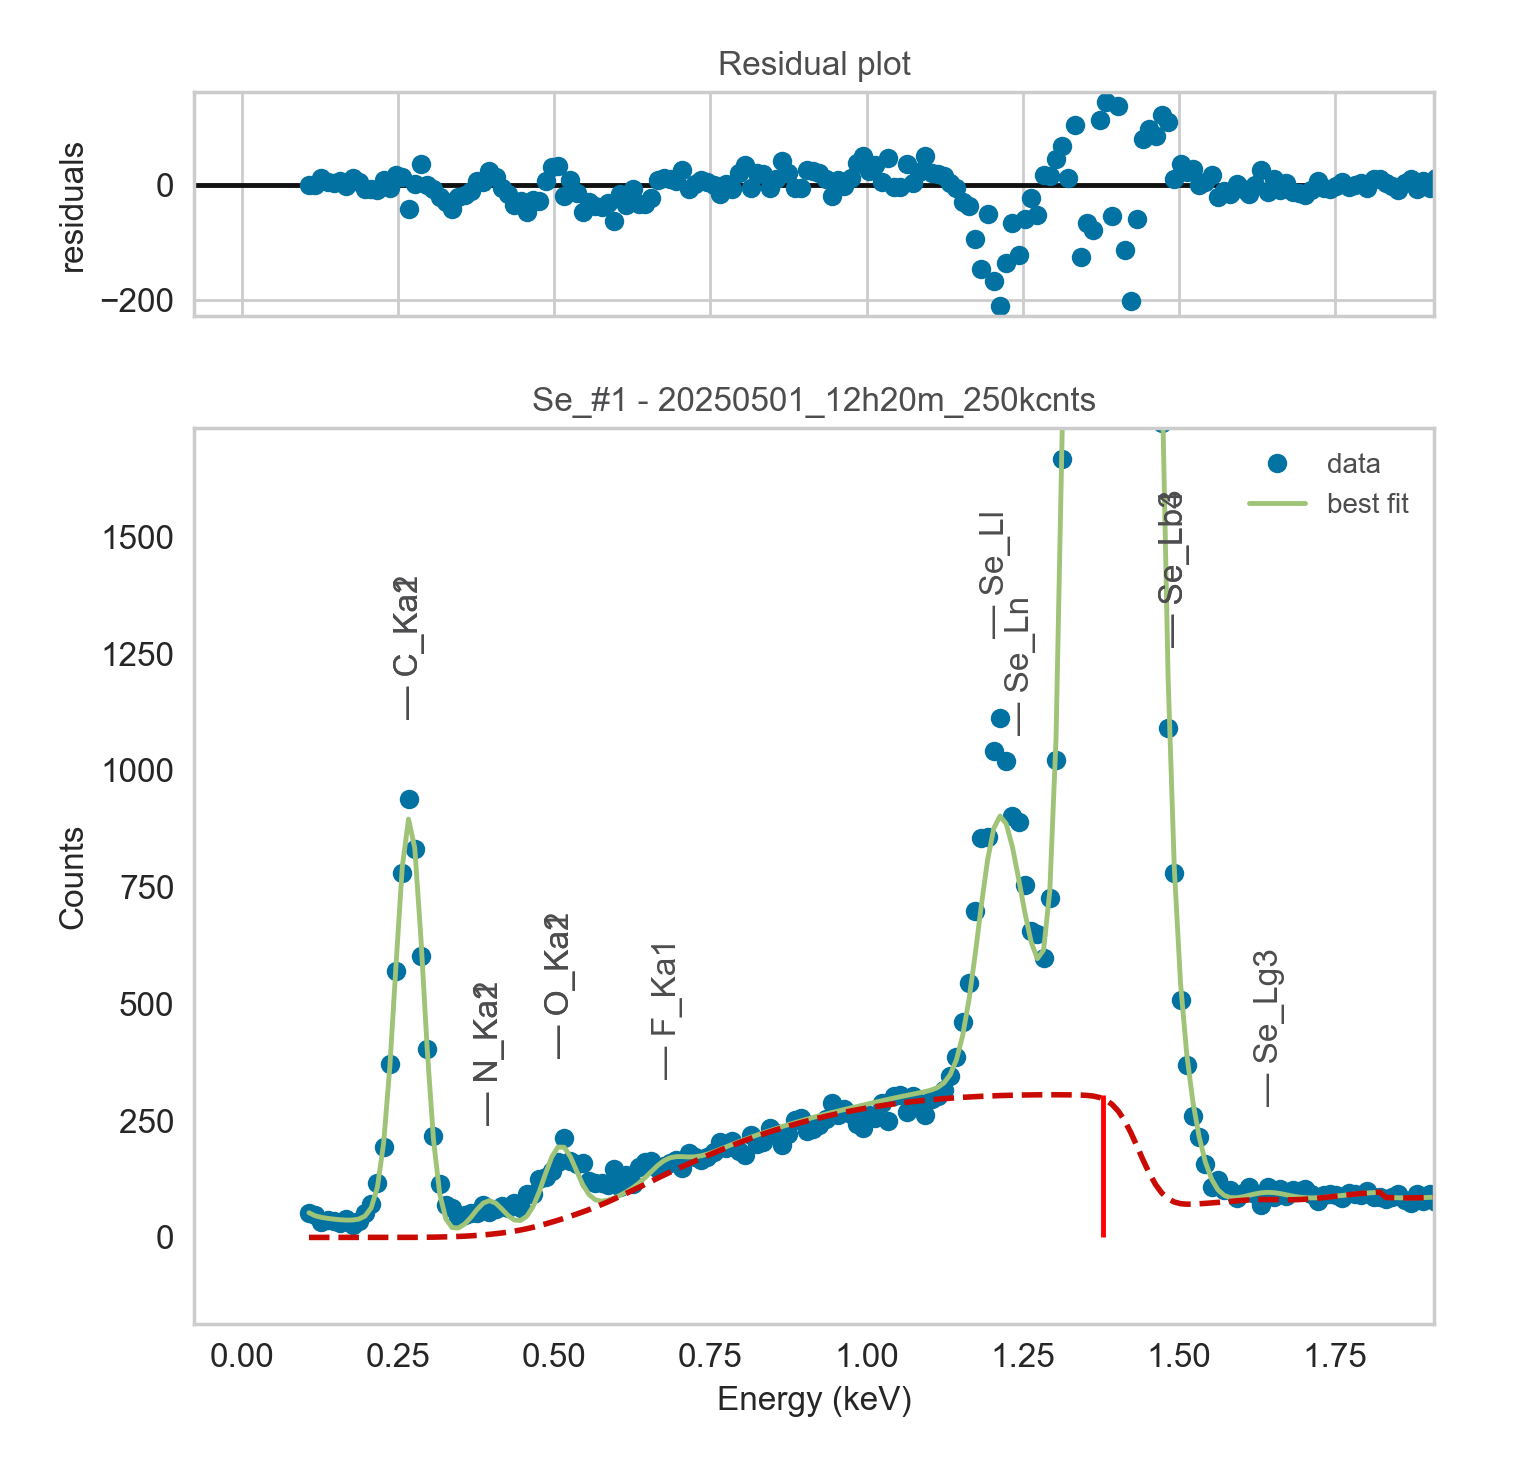 Residual plot
residuals
0
−200
Se_#1 - 20250501_12h20m_250kcnts
data
best fit
Counts
1500
1250
1000
750
500
250
0
— C_Ka2
— N_Ka2
— O_Ka2
— F_Ka1
— Se_Ll
— Se_Ln
— Se_Lg3
0.00 0.25 0.50 0.75 1.00 1.25 1.50 1.75
Energy (keV)